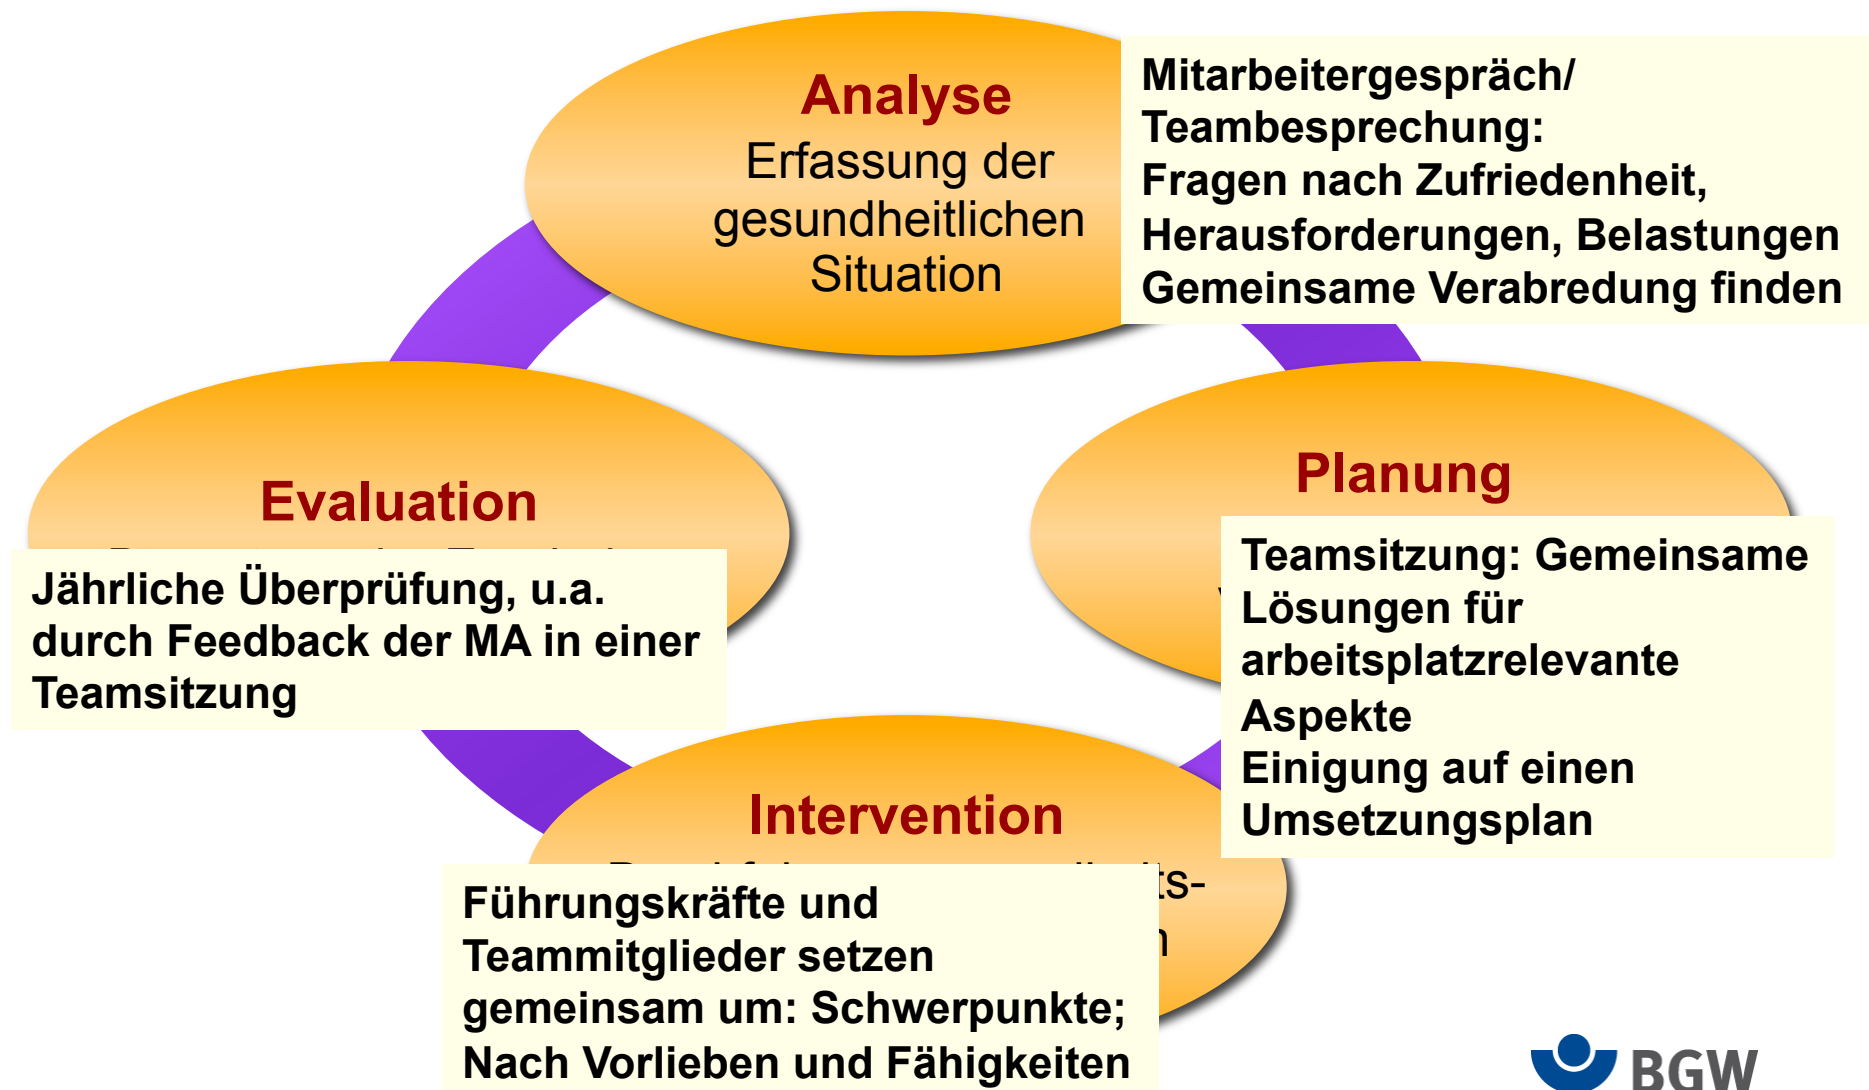 Analyse
Erfassung der
gesundheitlichen
Situation
Mitarbeitergespräch/
Teambesprechung:
Fragen nach Zufriedenheit,
Herausforderungen, Belastungen
Gemeinsame Verabredung finden
Planung
Teamsitzung: Gemeinsame
Lösungen für
arbeitsplatzrelevante
Aspekte
Einigung auf einen
Umsetzungsplan
Intervention
Führungskräfte und
Teammitglieder setzen
gemeinsam um: Schwerpunkte;
Nach Vorlieben und Fähigkeiten
Evaluation
Jährliche Überprüfung, u.a.
durch Feedback der MA in einer
Teamsitzung
BGW